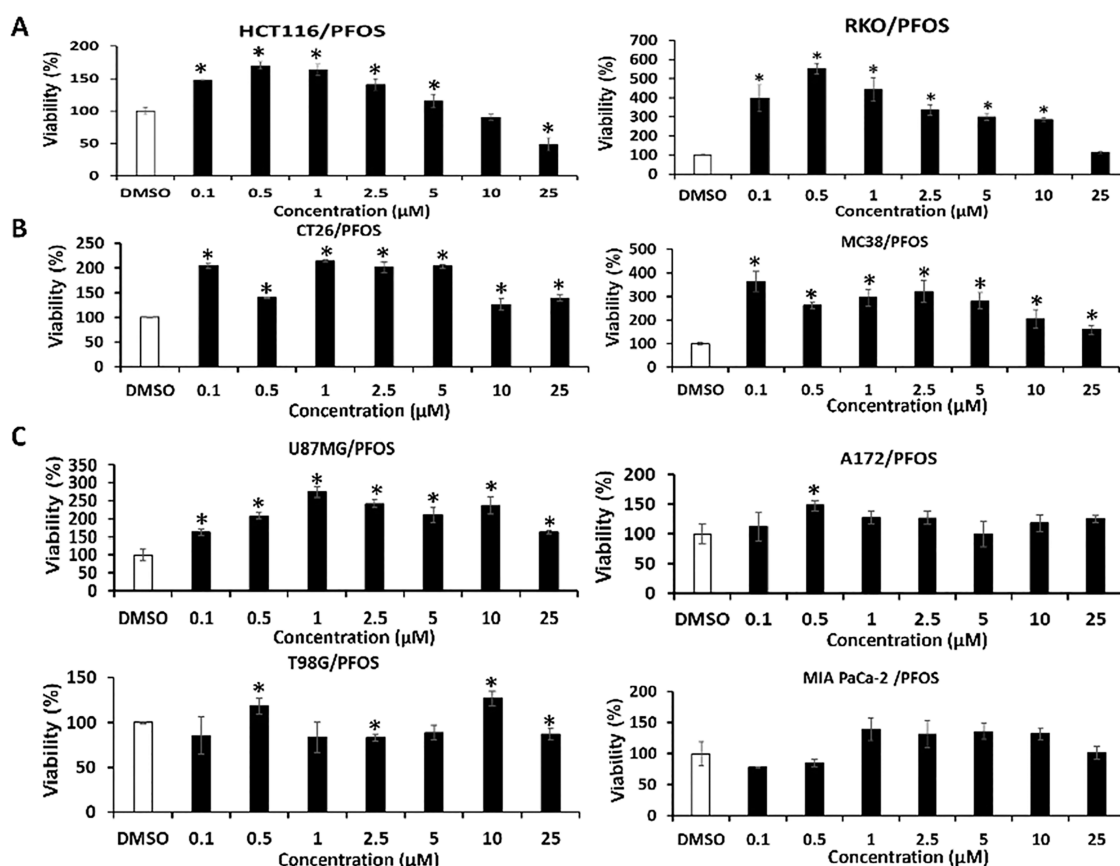 A
HCT116/PFOS
Viability (%)
200
150
100
50
0
* * * * * *
DMSO 0.1 0.5 1 2.5 5 10 25
Concentration (µM)
RKO/PFOS
Viability (%)
700
600
500
400
300
200
100
0
* * * * * *
DMSO 0.1 0.5 1 2.5 5 10 25
Concentration (µM)
B
CT26/PFOS
Viability (%)
250
200
150
100
50
0
* * * * * * *
DMSO 0.1 0.5 1 2.5 5 10 25
Concentration (µM)
MC38/PFOS
Viability (%)
500
400
300
200
100
0
* * * * * * *
DMSO 0.1 0.5 1 2.5 5 10 25
Concentration (µM)
C
U87MG/PFOS
Viability (%)
350
300
250
200
150
100
50
0
* * * * * * *
DMSO 0.1 0.5 1 2.5 5 10 25
Concentration (µM)
A172/PFOS
Viability (%)
200
150
100
50
0
*
DMSO 0.1 0.5 1 2.5 5 10 25
Concentration (µM)
T98G/PFOS
Viability (%)
150
100
50
0
* * * *
DMSO 0.1 0.5 1 2.5 5 10 25
Concentration (µM)
MIA PaCa-2 /PFOS
Viability (%)
200
150
100
50
0
DMSO 0.1 0.5 1 2.5 5 10 25
Concentration (µM)